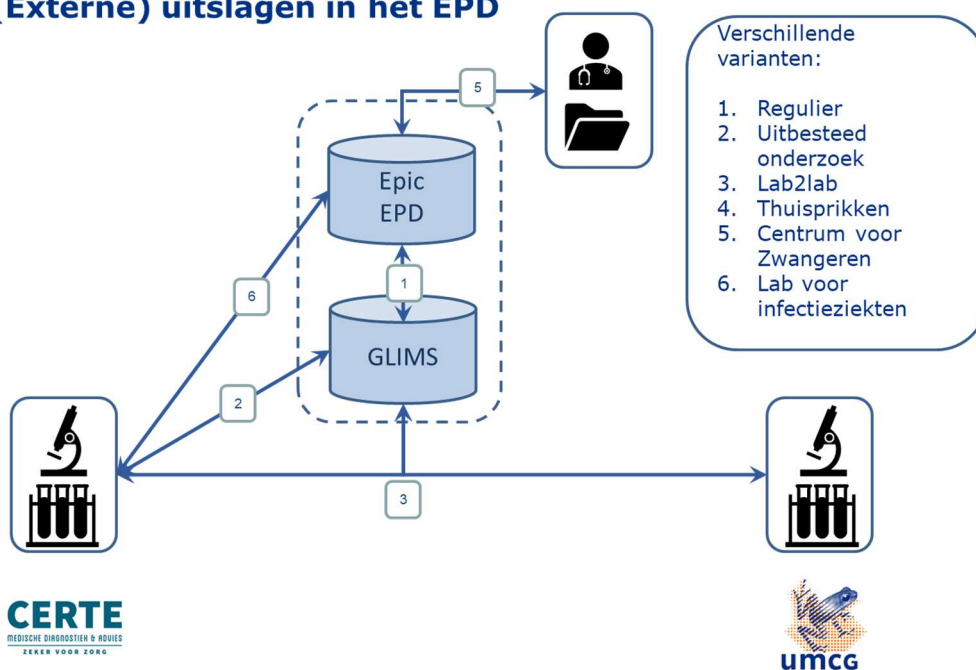 (Externe) uitslagen in het EPD
Verschillende
varianten:
1. Regulier
2. Uitbesteed
onderzoek
3. Lab2lab
4. Thuisprikken
5. Centrum voor
Zwangeren
6. Lab voor
infectieziekten
5
Epic
EPD
6
1
GLIMS
2
3
CERTE
MEDISCHE DIAGNOSTIEK & ADVIES
ZEKER VOOR ZORG
umcg